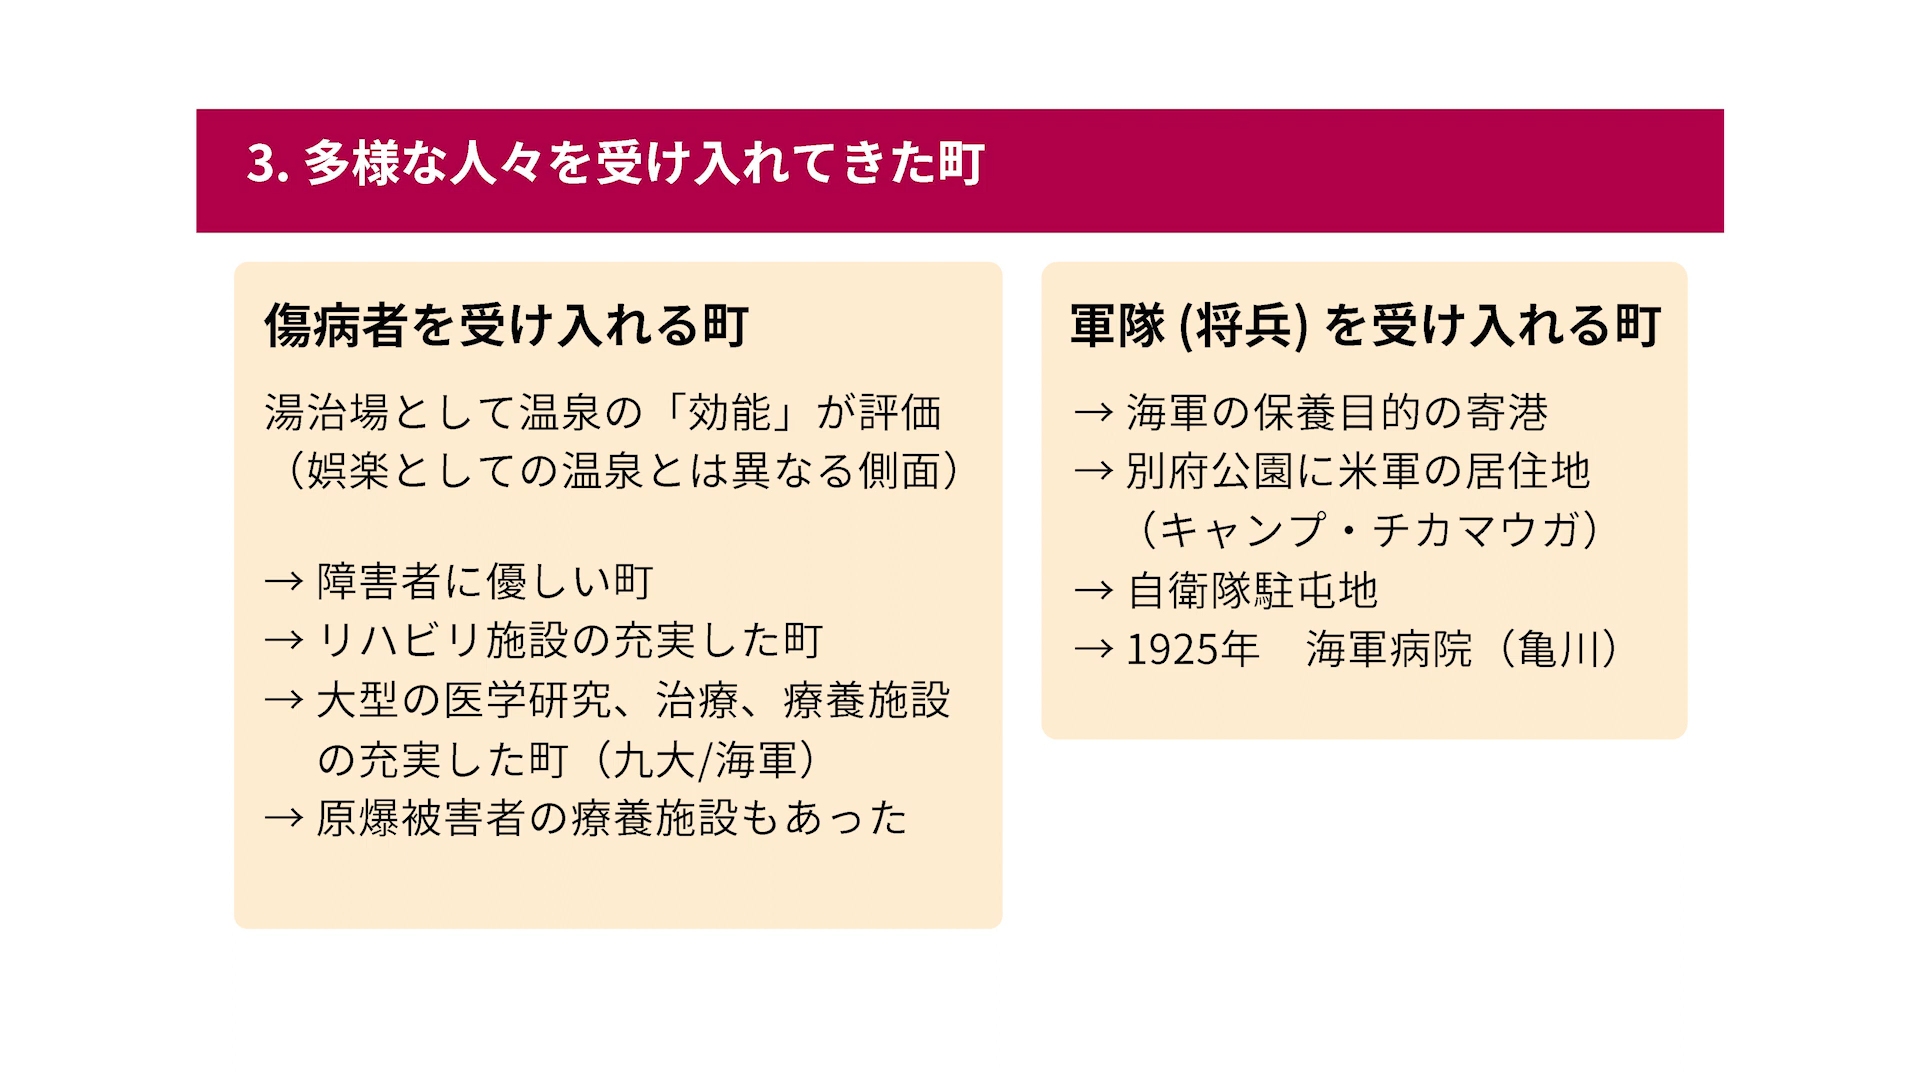 3. 多様な人々を受け入れてきた町
傷病者を受け入れる町
湯治場として温泉の「効能」が評価
（娯楽としての温泉とは異なる側面）
→ 障害者に優しい町
→ リハビリ施設の充実した町
→ 大型の医学研究、治療、療養施設
の充実した町（九大/海軍）
→ 原爆被害者の療養施設もあった
軍隊 (将兵) を受け入れる町
→ 海軍の保養目的の寄港
→ 別府公園に米軍の居住地
（キャンプ・チカマウガ）
→ 自衛隊駐屯地
→ 1925年　海軍病院（亀川）